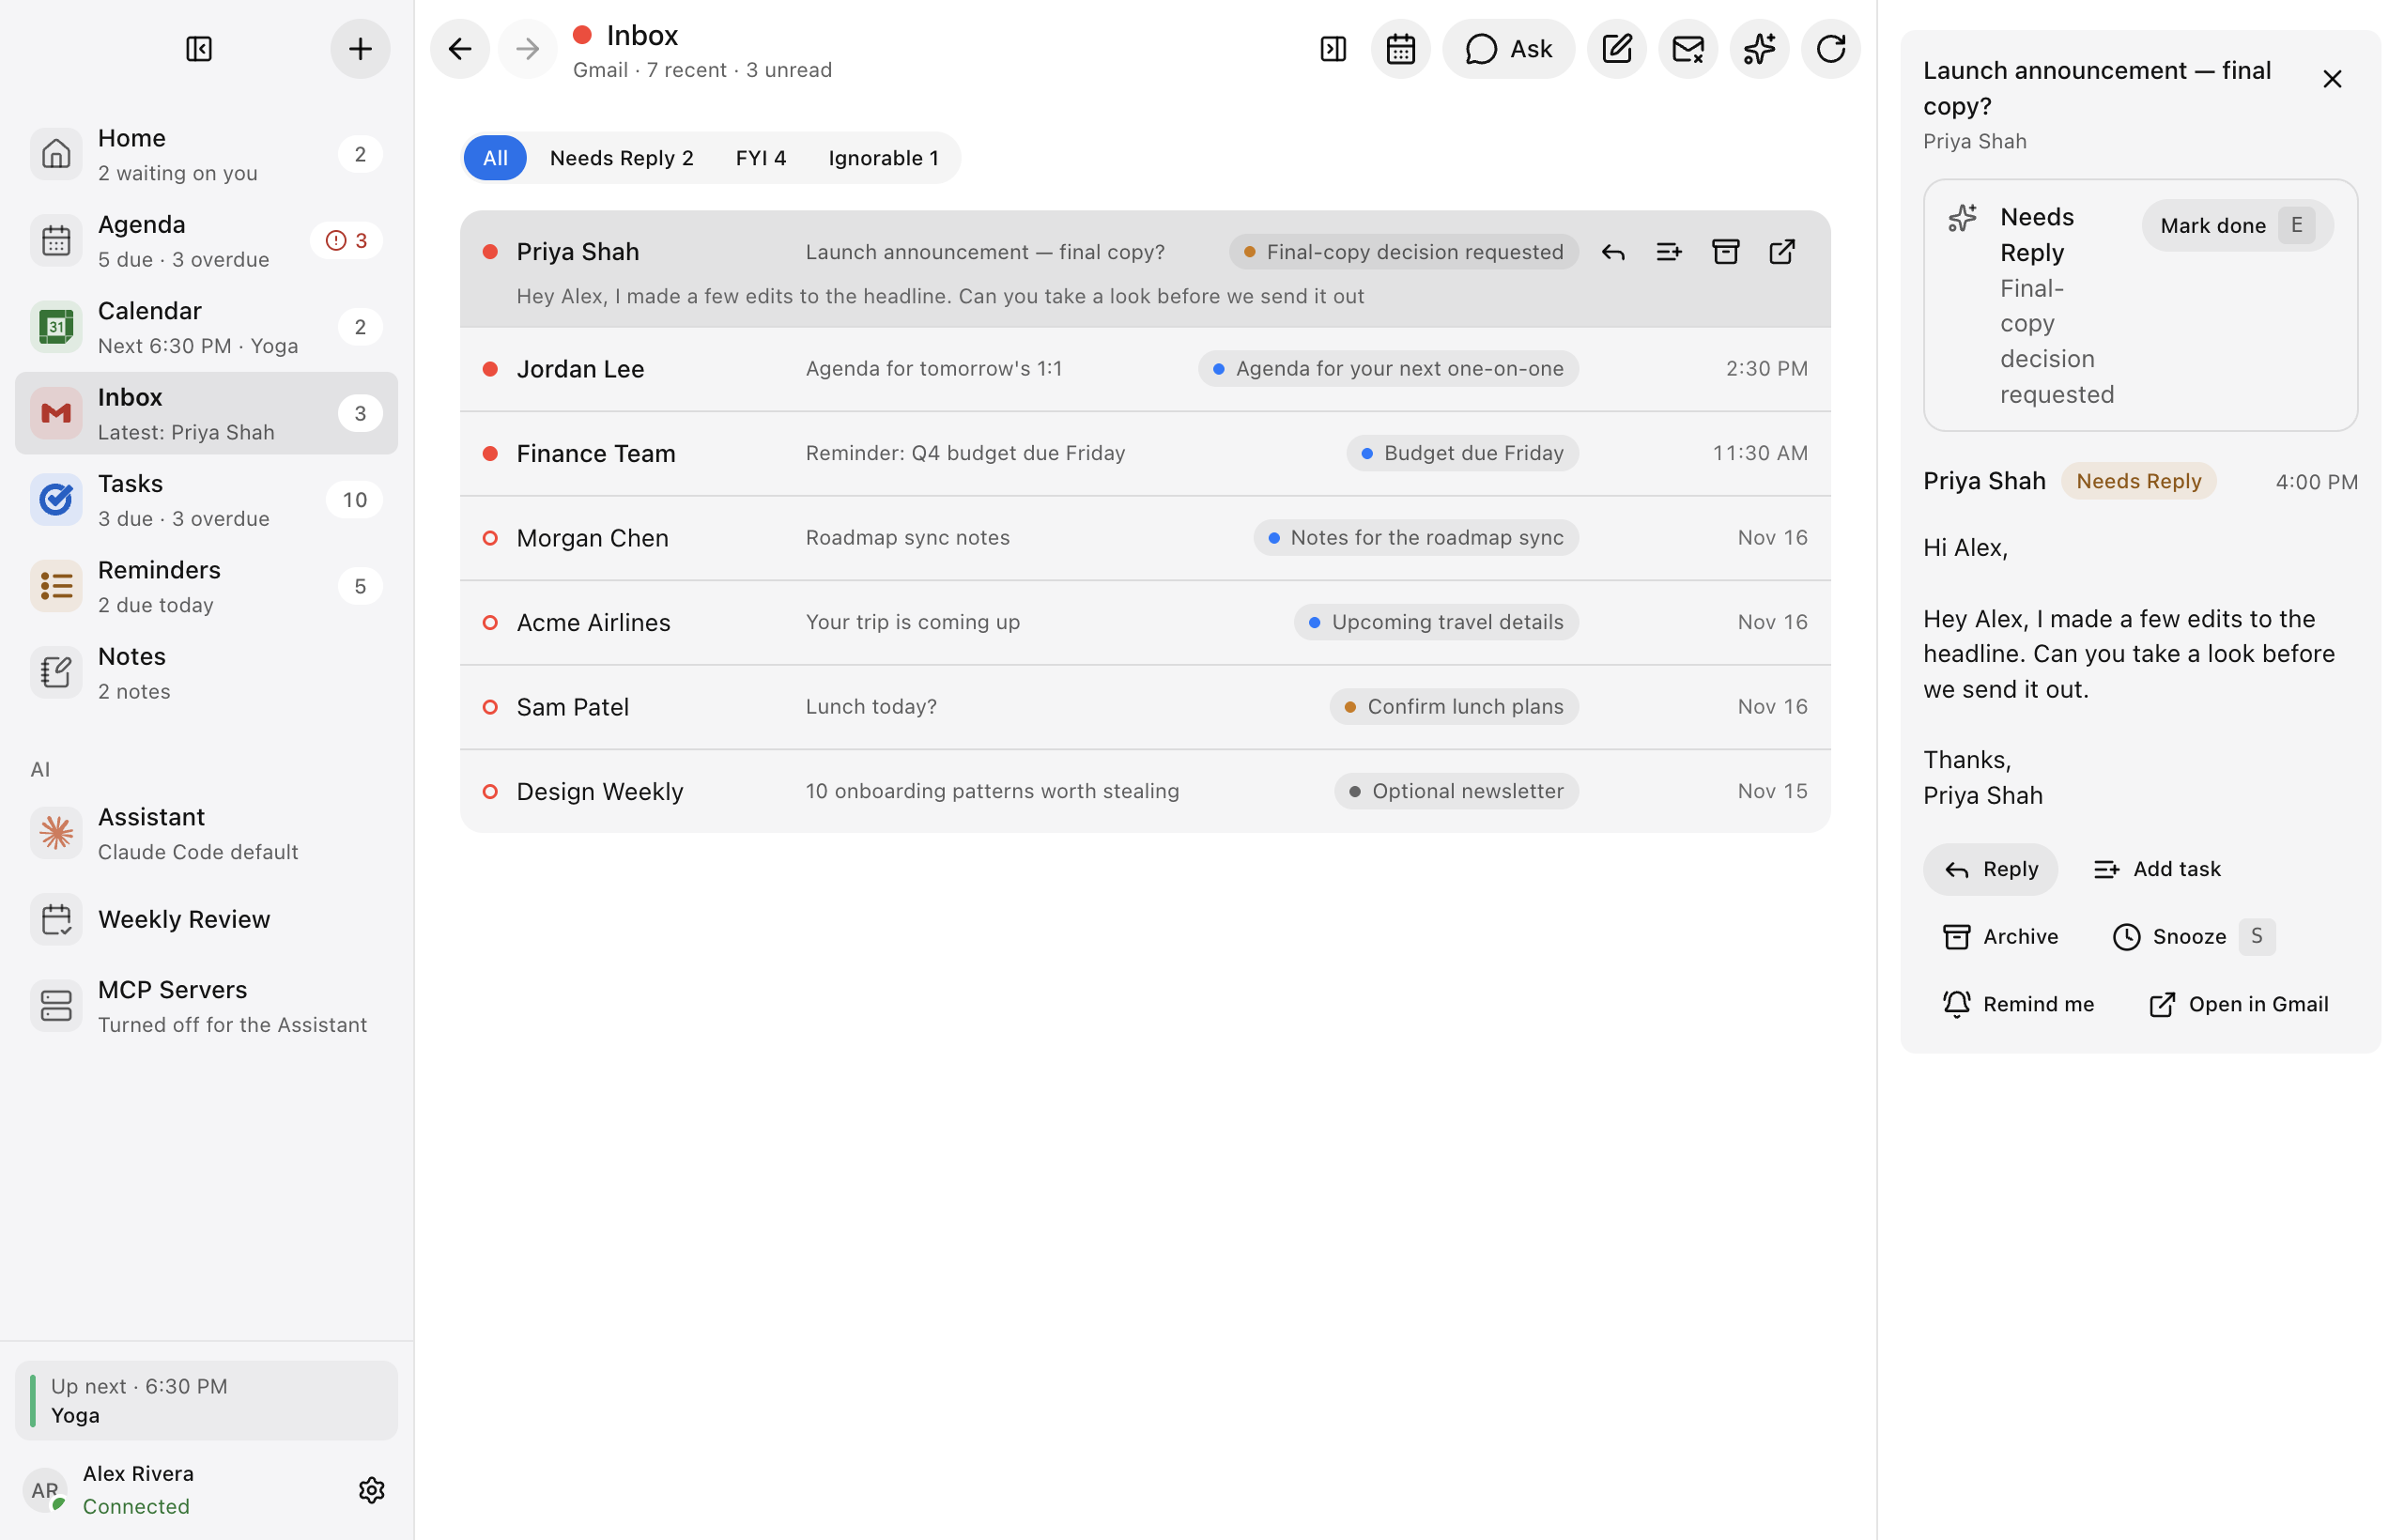 Home
2 waiting on you
2
Agenda
5 due · 3 overdue
3
Calendar
Next 6:30 PM · Yoga
2
31
Inbox
Latest: Priya Shah
3
Tasks
3 due · 3 overdue
10
Reminders
2 due today
5
Notes
2 notes
AI
Assistant
Claude Code default
Weekly Review
MCP Servers
Turned off for the Assistant
Up next · 6:30 PM
Yoga
AR
Alex Rivera
Connected
Inbox
Gmail · 7 recent · 3 unread
Ask
All
Needs Reply 2
FYI 4
Ignorable 1
Priya Shah
Launch announcement — final copy?
Final-copy decision requested
Hey Alex, I made a few edits to the headline. Can you take a look before we send it out
Jordan Lee
Agenda for tomorrow's 1:1
Agenda for your next one-on-one
2:30 PM
Finance Team
Reminder: Q4 budget due Friday
Budget due Friday
11:30 AM
Morgan Chen
Roadmap sync notes
Notes for the roadmap sync
Nov 16
Acme Airlines
Your trip is coming up
Upcoming travel details
Nov 16
Sam Patel
Lunch today?
Confirm lunch plans
Nov 16
Design Weekly
10 onboarding patterns worth stealing
Optional newsletter
Nov 15
Launch announcement — final
copy?
Priya Shah
Needs
Reply
Final-
copy
decision
requested
Mark done E
Priya Shah
Needs Reply
4:00 PM
Hi Alex,
Hey Alex, I made a few edits to the
headline. Can you take a look before
we send it out.
Thanks,
Priya Shah
Reply
Add task
Archive
Snooze S
Remind me
Open in Gmail